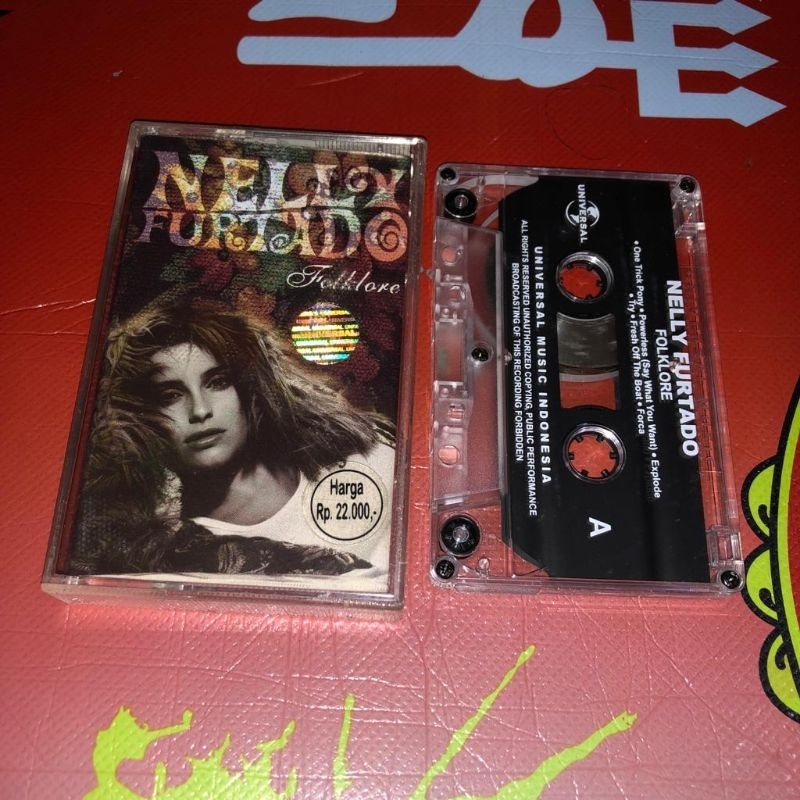 NELLY
FURTADO
Folklore
UNIVERSAL
Harga
Rp. 22.000,-
UNIVERSAL
NELLY FURTADO
FOLKLORE
• One Trick Pony • Powerless (Say What You Want) • Explode
• Try • Fresh Off The Boat • Forca
A
UNIVERSAL MUSIC INDONESIA
ALL RIGHTS RESERVED UNAUTHORIZED COPYING, PUBLIC PERFORMANCE
BROADCASTING OF THIS RECORDING FORBIDDEN